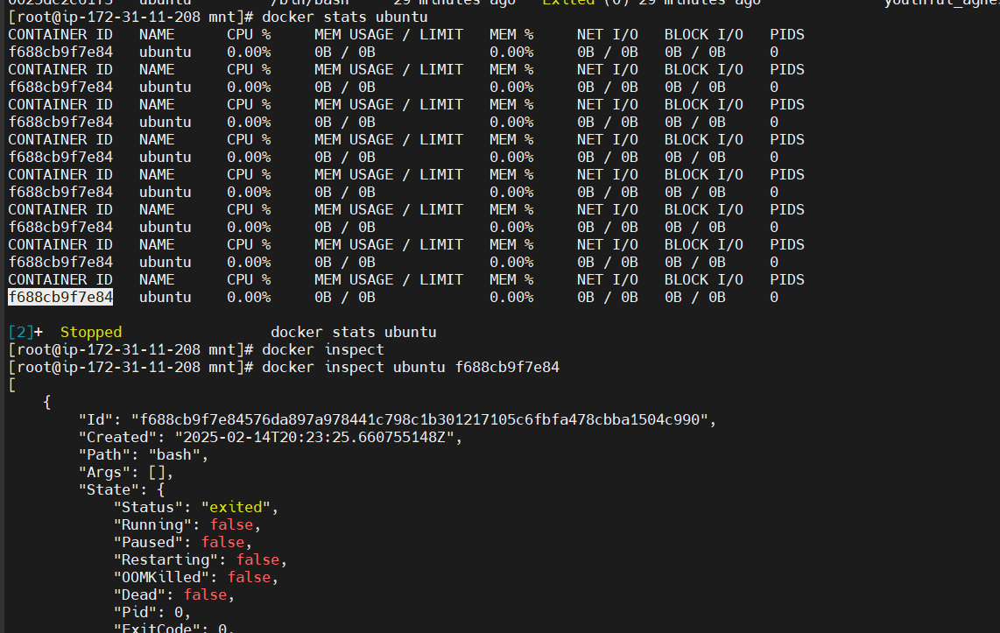 0025dc2c01f5   ubuntu         "/bin/bash"     29 minutes ago   Exited (0) 29 minutes ago              youthful_agnes
[root@ip-172-31-11-208 mnt]# docker stats ubuntu
CONTAINER ID   NAME      CPU %     MEM USAGE / LIMIT   MEM %     NET I/O   BLOCK I/O   PIDS
f688cb9f7e84   ubuntu    0.00%     0B / 0B             0.00%     0B / 0B   0B / 0B     0
CONTAINER ID   NAME      CPU %     MEM USAGE / LIMIT   MEM %     NET I/O   BLOCK I/O   PIDS
f688cb9f7e84   ubuntu    0.00%     0B / 0B             0.00%     0B / 0B   0B / 0B     0
CONTAINER ID   NAME      CPU %     MEM USAGE / LIMIT   MEM %     NET I/O   BLOCK I/O   PIDS
f688cb9f7e84   ubuntu    0.00%     0B / 0B             0.00%     0B / 0B   0B / 0B     0
CONTAINER ID   NAME      CPU %     MEM USAGE / LIMIT   MEM %     NET I/O   BLOCK I/O   PIDS
f688cb9f7e84   ubuntu    0.00%     0B / 0B             0.00%     0B / 0B   0B / 0B     0
CONTAINER ID   NAME      CPU %     MEM USAGE / LIMIT   MEM %     NET I/O   BLOCK I/O   PIDS
f688cb9f7e84   ubuntu    0.00%     0B / 0B             0.00%     0B / 0B   0B / 0B     0
CONTAINER ID   NAME      CPU %     MEM USAGE / LIMIT   MEM %     NET I/O   BLOCK I/O   PIDS
f688cb9f7e84   ubuntu    0.00%     0B / 0B             0.00%     0B / 0B   0B / 0B     0
CONTAINER ID   NAME      CPU %     MEM USAGE / LIMIT   MEM %     NET I/O   BLOCK I/O   PIDS
f688cb9f7e84   ubuntu    0.00%     0B / 0B             0.00%     0B / 0B   0B / 0B     0
CONTAINER ID   NAME      CPU %     MEM USAGE / LIMIT   MEM %     NET I/O   BLOCK I/O   PIDS
f688cb9f7e84   ubuntu    0.00%     0B / 0B             0.00%     0B / 0B   0B / 0B     0
[2]+  Stopped                 docker stats ubuntu
[root@ip-172-31-11-208 mnt]# docker inspect
[root@ip-172-31-11-208 mnt]# docker inspect ubuntu f688cb9f7e84
[
    {
        "Id": "f688cb9f7e84576da897a978441c798c1b301217105c6fbfa478cbba1504c990",
        "Created": "2025-02-14T20:23:25.660755148Z",
        "Path": "bash",
        "Args": [],
        "State": {
            "Status": "exited",
            "Running": false,
            "Paused": false,
            "Restarting": false,
            "OOMKilled": false,
            "Dead": false,
            "Pid": 0,
            "ExitCode": 0,